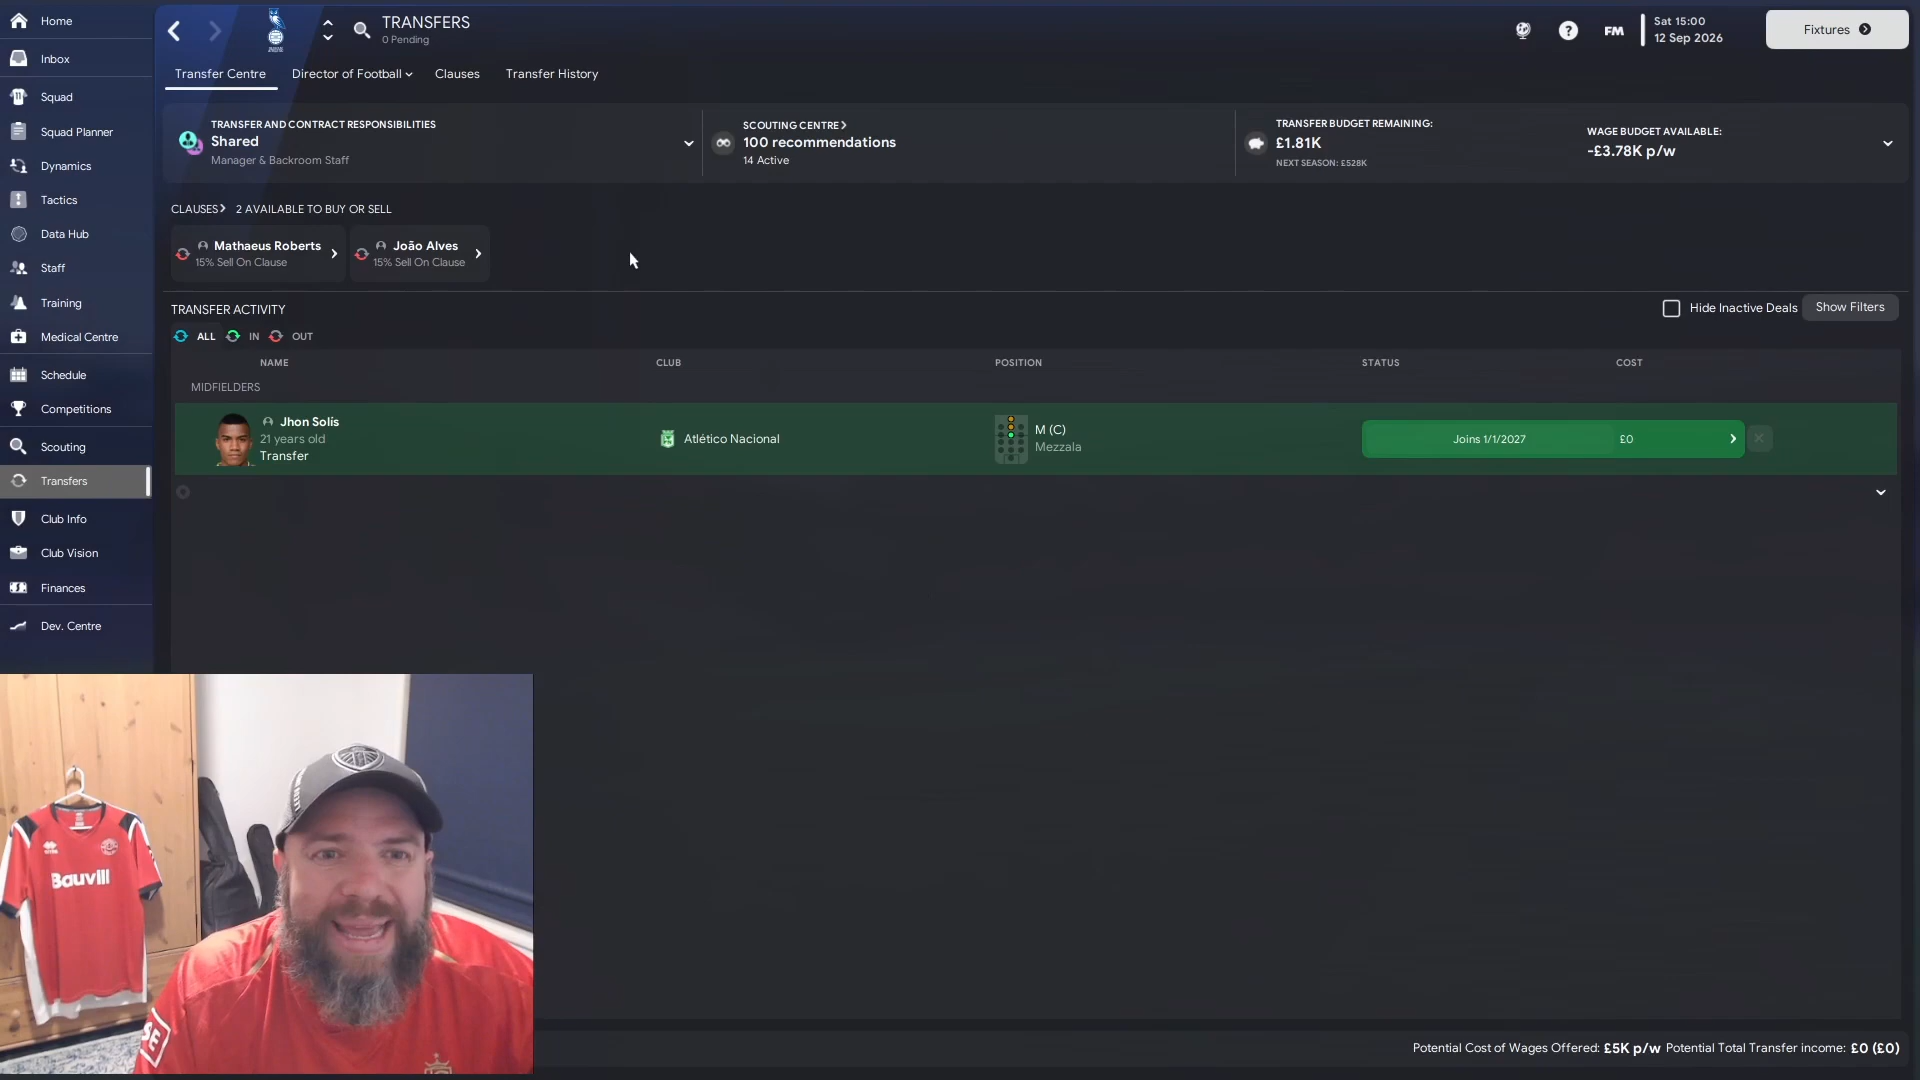 Home
Inbox
Squad
Squad Planner
Dynamics
Tactics
Data Hub
Staff
Training
Medical Centre
Schedule
Competitions
Scouting
Transfers
Club Info
Club Vision
Finances
Dev. Centre
TRANSFERS
0 Pending
FM
Sat 15:00
12 Sep 2026
Fixtures
Transfer Centre
Director of Football
Clauses
Transfer History
TRANSFER AND CONTRACT RESPONSIBILITIES
Shared
Manager & Backroom Staff
SCOUTING CENTRE
100 recommendations
14 Active
TRANSFER BUDGET REMAINING:
£1.81K
NEXT SEASON: £528K
WAGE BUDGET AVAILABLE:
-£3.78K p/w
CLAUSES 2 AVAILABLE TO BUY OR SELL
Mathaeus Roberts
15% Sell On Clause
João Alves
15% Sell On Clause
TRANSFER ACTIVITY
Hide Inactive Deals
Show Filters
ALL IN OUT
NAME CLUB POSITION STATUS COST
MIDFIELDERS
Jhon Solís
21 years old
Transfer
Atlético Nacional
M (C)
Mezzala
Joins 1/1/2027 £0
Bauvill
Potential Cost of Wages Offered: £5K p/w Potential Total Transfer income: £0 (£0)